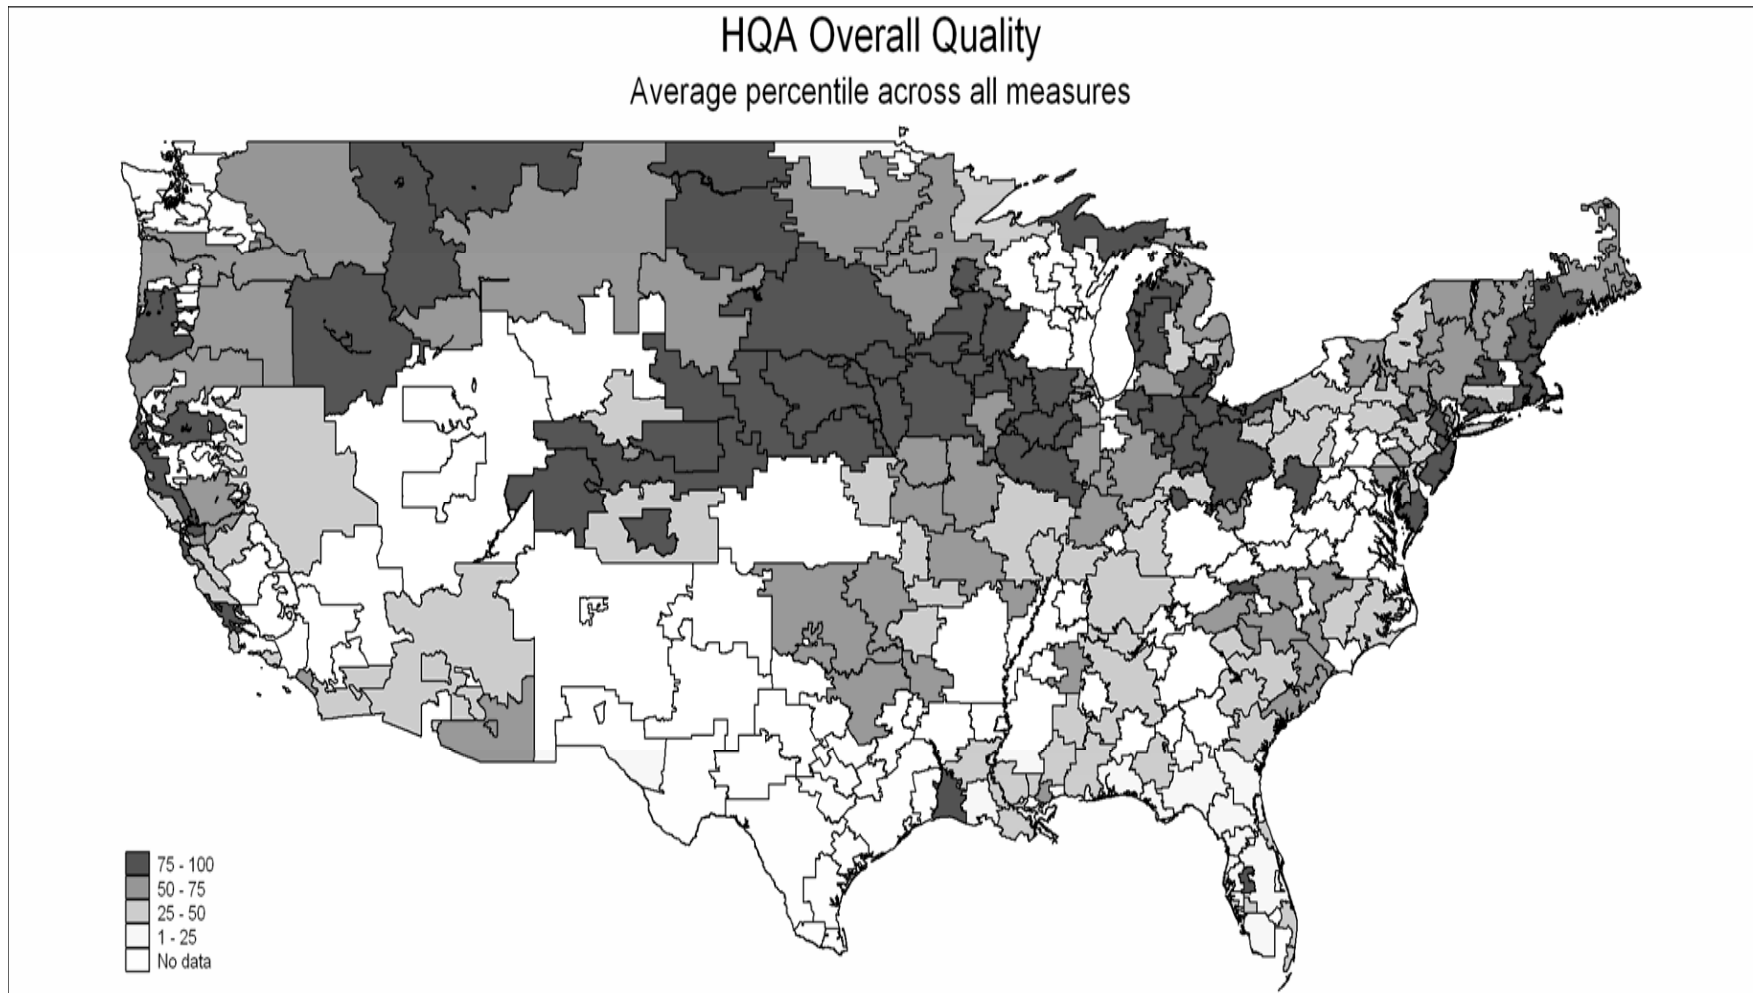 HQA Overall Quality
Average percentile across all measures
75 - 100
50 - 75
25 - 50
1 - 25
No data